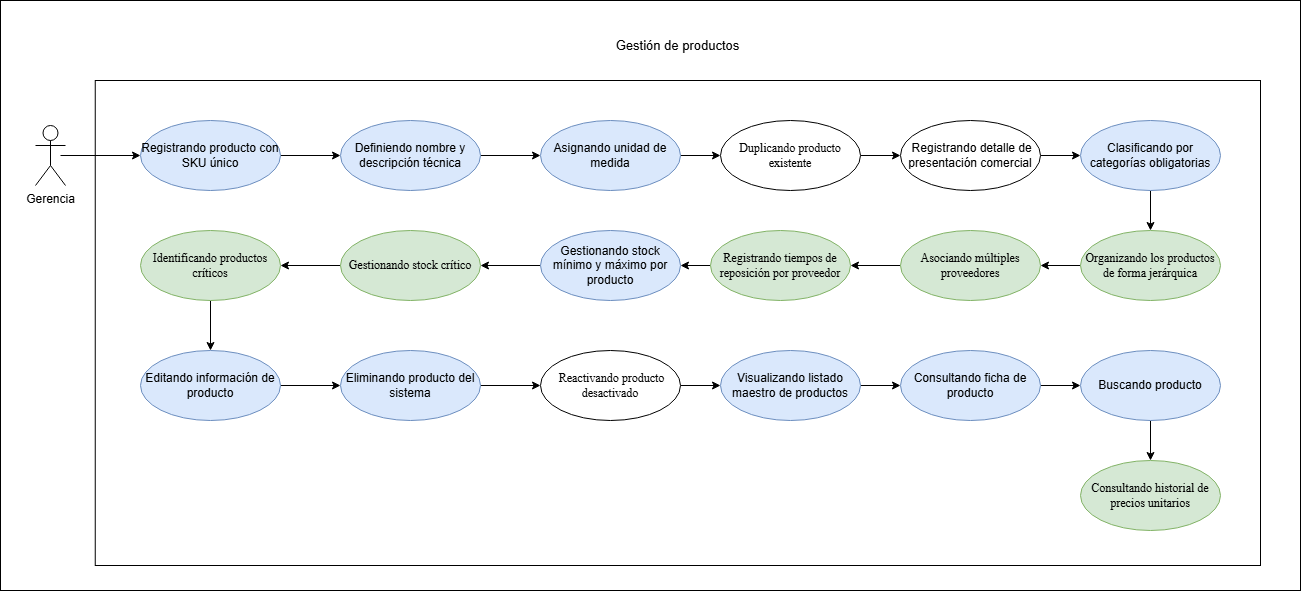 Gestión de productos
Gerencia
Registrando producto con
SKU único
Definiendo nombre y
descripción técnica
Asignando unidad de
medida
Duplicando producto
existente
Registrando detalle de
presentación comercial
Clasificando por
categorías obligatorias
Identificando productos
críticos
Gestionando stock crítico
Gestionando stock
mínimo y máximo por
producto
Registrando tiempos de
reposición por proveedor
Asociando múltiples
proveedores
Organizando los productos
de forma jerárquica
Editando información de
producto
Eliminando producto del
sistema
Reactivando producto
desactivado
Visualizando listado
maestro de productos
Consultando ficha de
producto
Buscando producto
Consultando historial de
precios unitarios